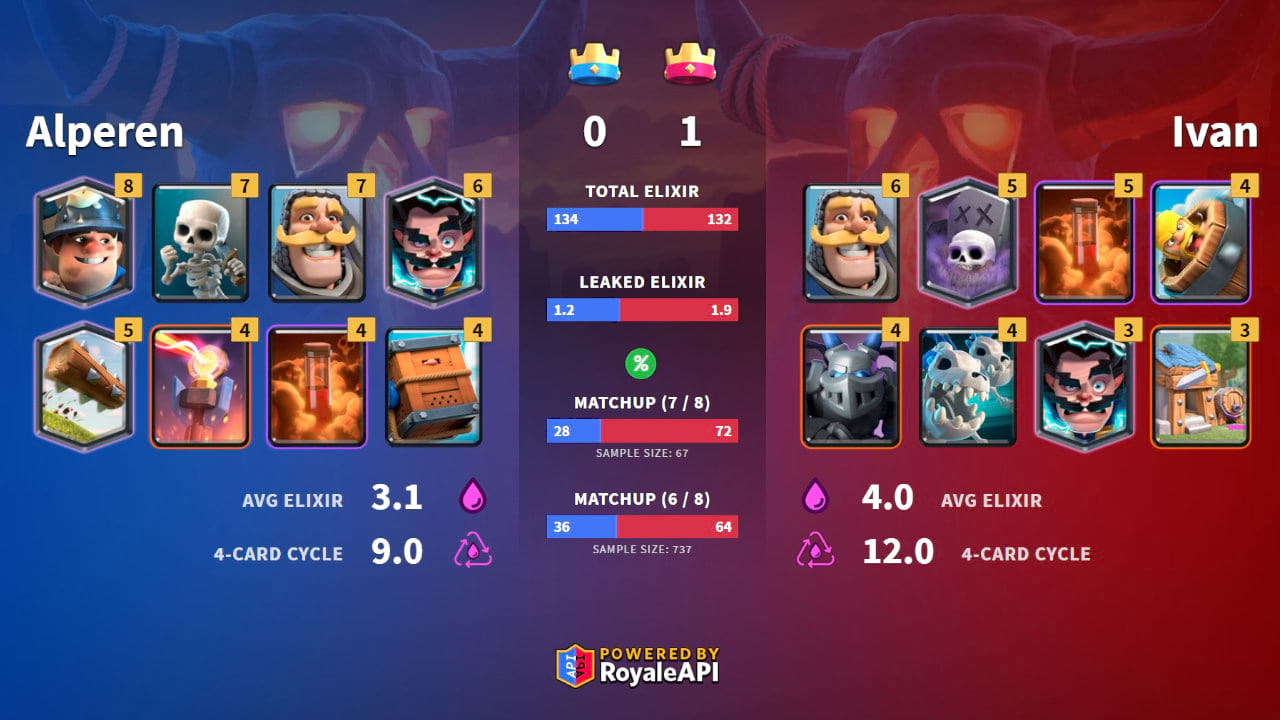 Alperen
0 1
Ivan
8 7 7 6
5 4 4 4
TOTAL ELIXIR
134 132
LEAKED ELIXIR
1.2 1.9
%
MATCHUP (7 / 8)
28 72
SAMPLE SIZE: 67
MATCHUP (6 / 8)
36 64
SAMPLE SIZE: 737
6 5 5 4
4 4 3 3
AVG ELIXIR 3.1
4-CARD CYCLE 9.0
4.0 AVG ELIXIR
12.0 4-CARD CYCLE
API
API
POWERED BY
RoyaleAPI